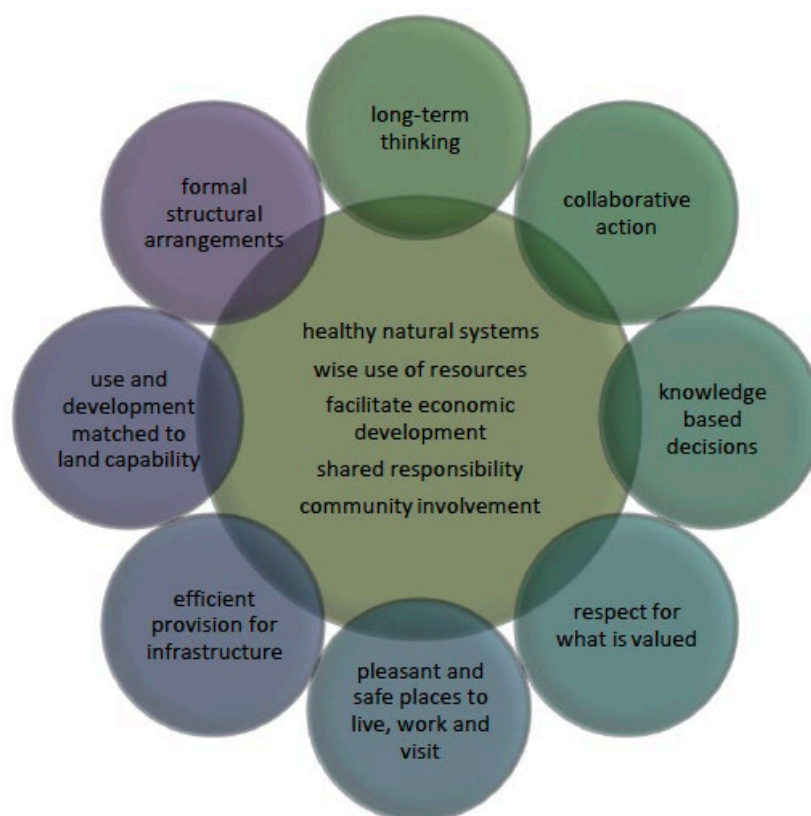 long-term
thinking
collaborative
action
knowledge
based
decisions
respect for
what is valued
pleasant and
safe places to
live, work and
visit
efficient
provision for
infrastructure
use and
development
matched to
land capability
formal
structural
arrangements
healthy natural systems
wise use of resources
facilitate economic
development
shared responsibility
community involvement